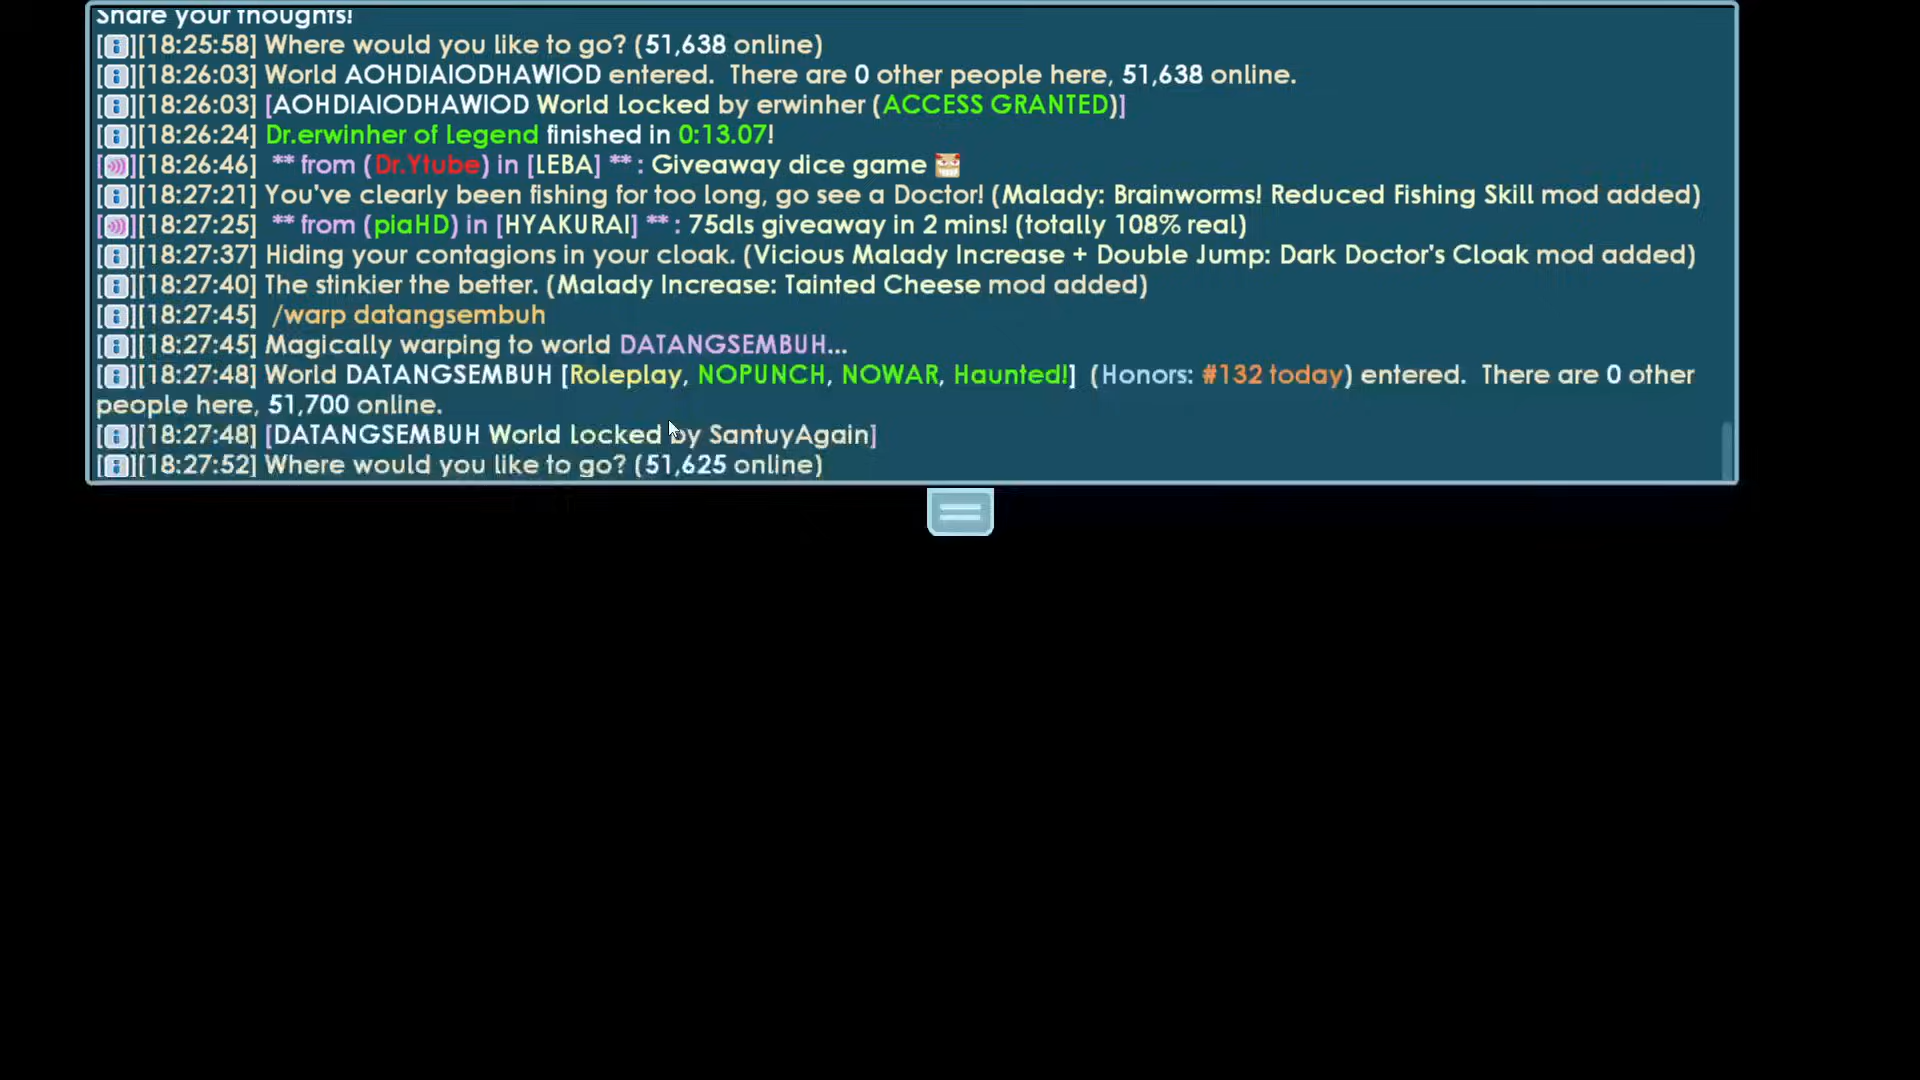 Share your thoughts!
[i][18:25:58] Where would you like to go? (51,638 online)
[i][18:26:03] World AOHDIAIODHAWIOD entered.  There are 0 other people here, 51,638 online.
[i][18:26:03] [AOHDIAIODHAWIOD World Locked by erwinher (ACCESS GRANTED)]
[i][18:26:24] Dr.erwinher of Legend finished in 0:13.07!
[][18:26:46]  ** from (Dr.Ytube) in [LEBA] ** : Giveaway dice game
[i][18:27:21] You've clearly been fishing for too long, go see a Doctor! (Malady: Brainworms! Reduced Fishing Skill mod added)
[][18:27:25]  ** from (piaHD) in [HYAKURAI] ** : 75dls giveaway in 2 mins! (totally 108% real)
[i][18:27:37] Hiding your contagions in your cloak. (Vicious Malady Increase + Double Jump: Dark Doctor's Cloak mod added)
[i][18:27:40] The stinkier the better. (Malady Increase: Tainted Cheese mod added)
[i][18:27:45]  /warp datangsembuh
[i][18:27:45] Magically warping to world DATANGSEMBUH...
[i][18:27:48] World DATANGSEMBUH [Roleplay, NOPUNCH, NOWAR, Haunted!]  (Honors: #132 today) entered.  There are 0 other
people here, 51,700 online.
[i][18:27:48] [DATANGSEMBUH World Locked by SantuyAgain]
[i][18:27:52] Where would you like to go? (51,625 online)